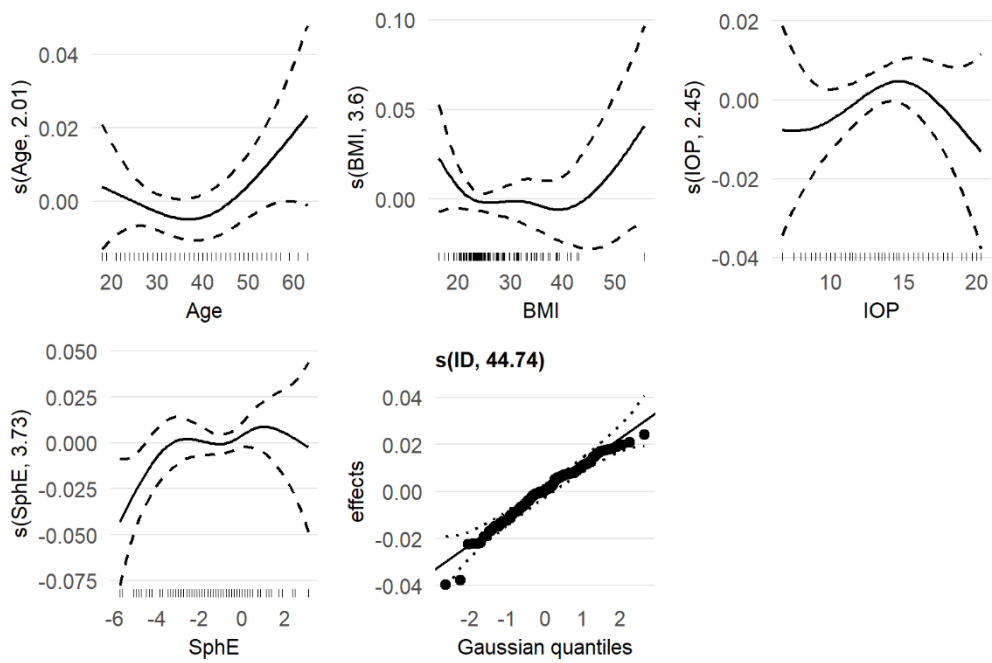 s(Age, 2.01)
0.04
0.02
0.00
20 30 40 50 60
Age
s(BMI, 3.6)
0.10
0.05
0.00
20 30 40 50
BMI
s(IOP, 2.45)
0.02
0.00
-0.02
-0.04
10 15 20
IOP
s(SphE, 3.73)
0.050
0.025
0.000
-0.025
-0.050
-0.075
-6 -4 -2 0 2
SphE
s(ID, 44.74)
effects
0.04
0.02
0.00
-0.02
-0.04
-2 -1 0 1 2
Gaussian quantiles